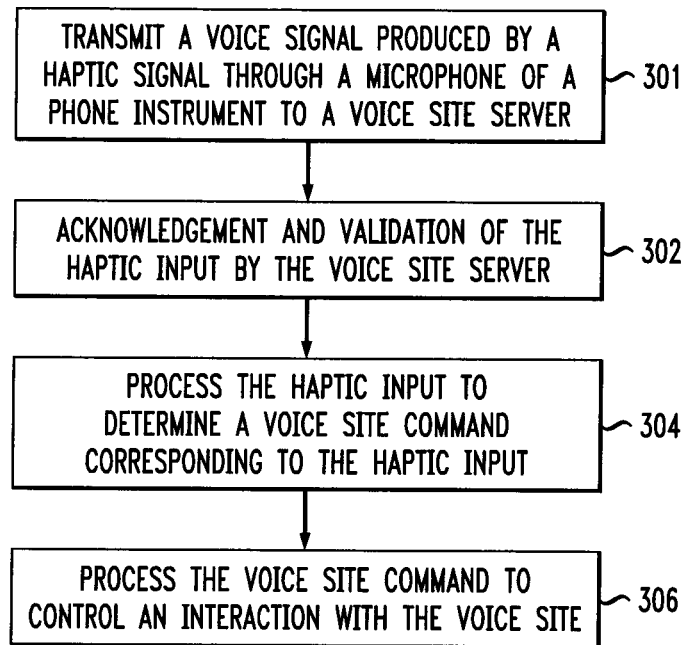 TRANSMIT A VOICE SIGNAL PRODUCED BY A
HAPTIC SIGNAL THROUGH A MICROPHONE OF A
PHONE INSTRUMENT TO A VOICE SITE SERVER
301
ACKNOWLEDGEMENT AND VALIDATION OF THE
HAPTIC INPUT BY THE VOICE SITE SERVER
302
PROCESS THE HAPTIC INPUT TO
DETERMINE A VOICE SITE COMMAND
CORRESPONDING TO THE HAPTIC INPUT
304
PROCESS THE VOICE SITE COMMAND TO
CONTROL AN INTERACTION WITH THE VOICE SITE
306